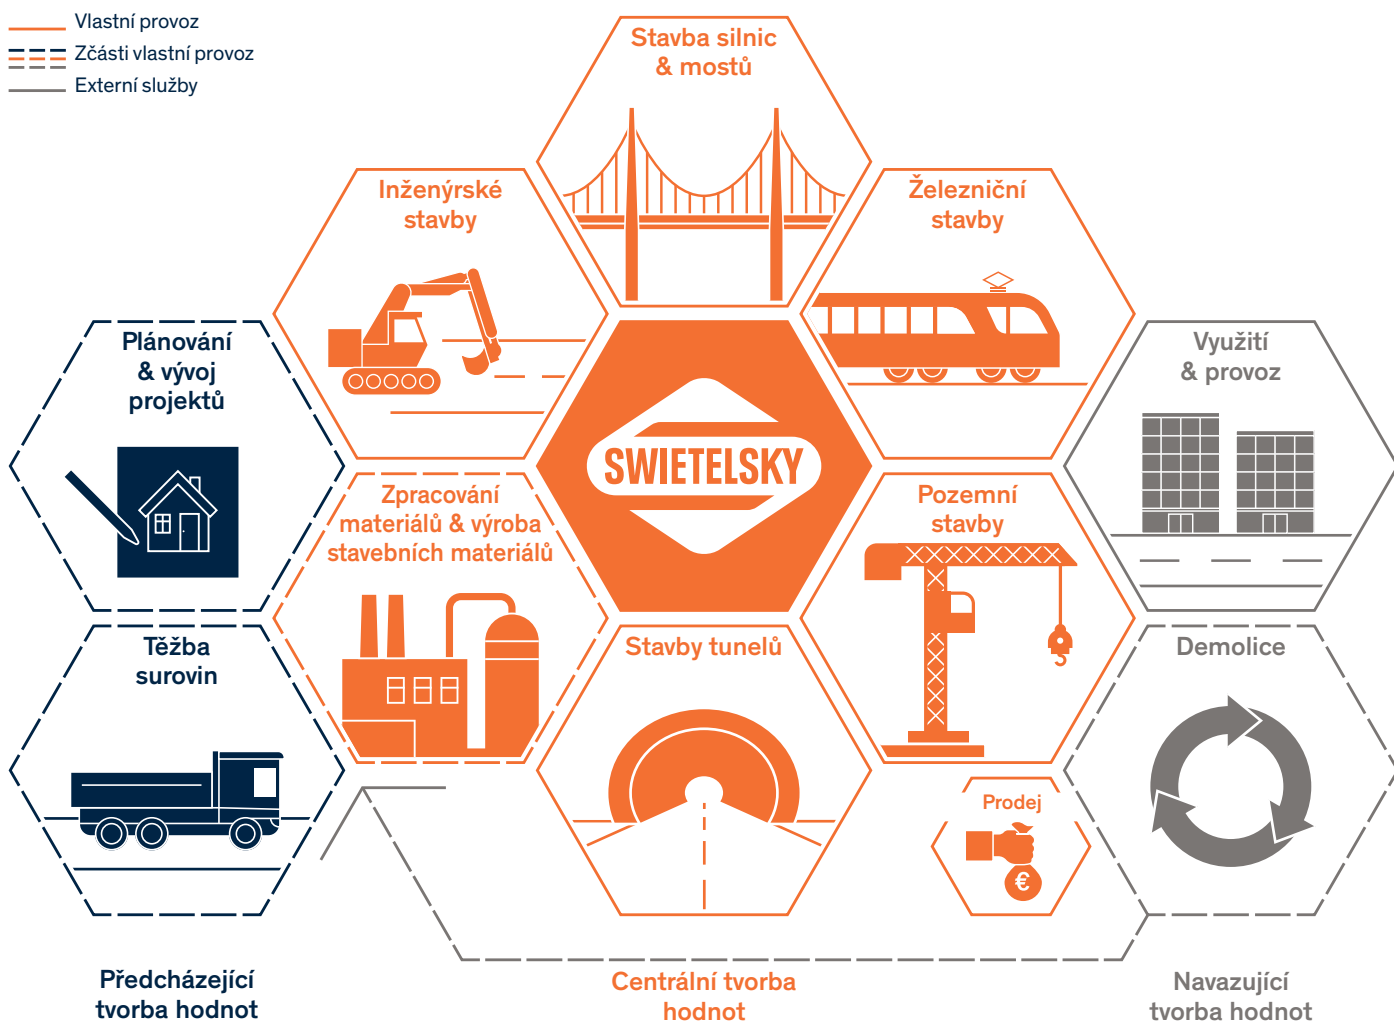 Vlastní provoz
Zčásti vlastní provoz
Externí služby
Stavba silnic
& mostů
Inženýrské
stavby
Železniční
stavby
Plánování
& vývoj
projektů
Využití
& provoz
SWIETELSKY
Zpracování
materiálů & výroba
stavebních materiálů
Pozemní
stavby
Těžba
surovin
Stavby tunelů
Demolice
Prodej
€
Předcházející
tvorba hodnot
Centrální tvorba
hodnot
Navazující
tvorba hodnot